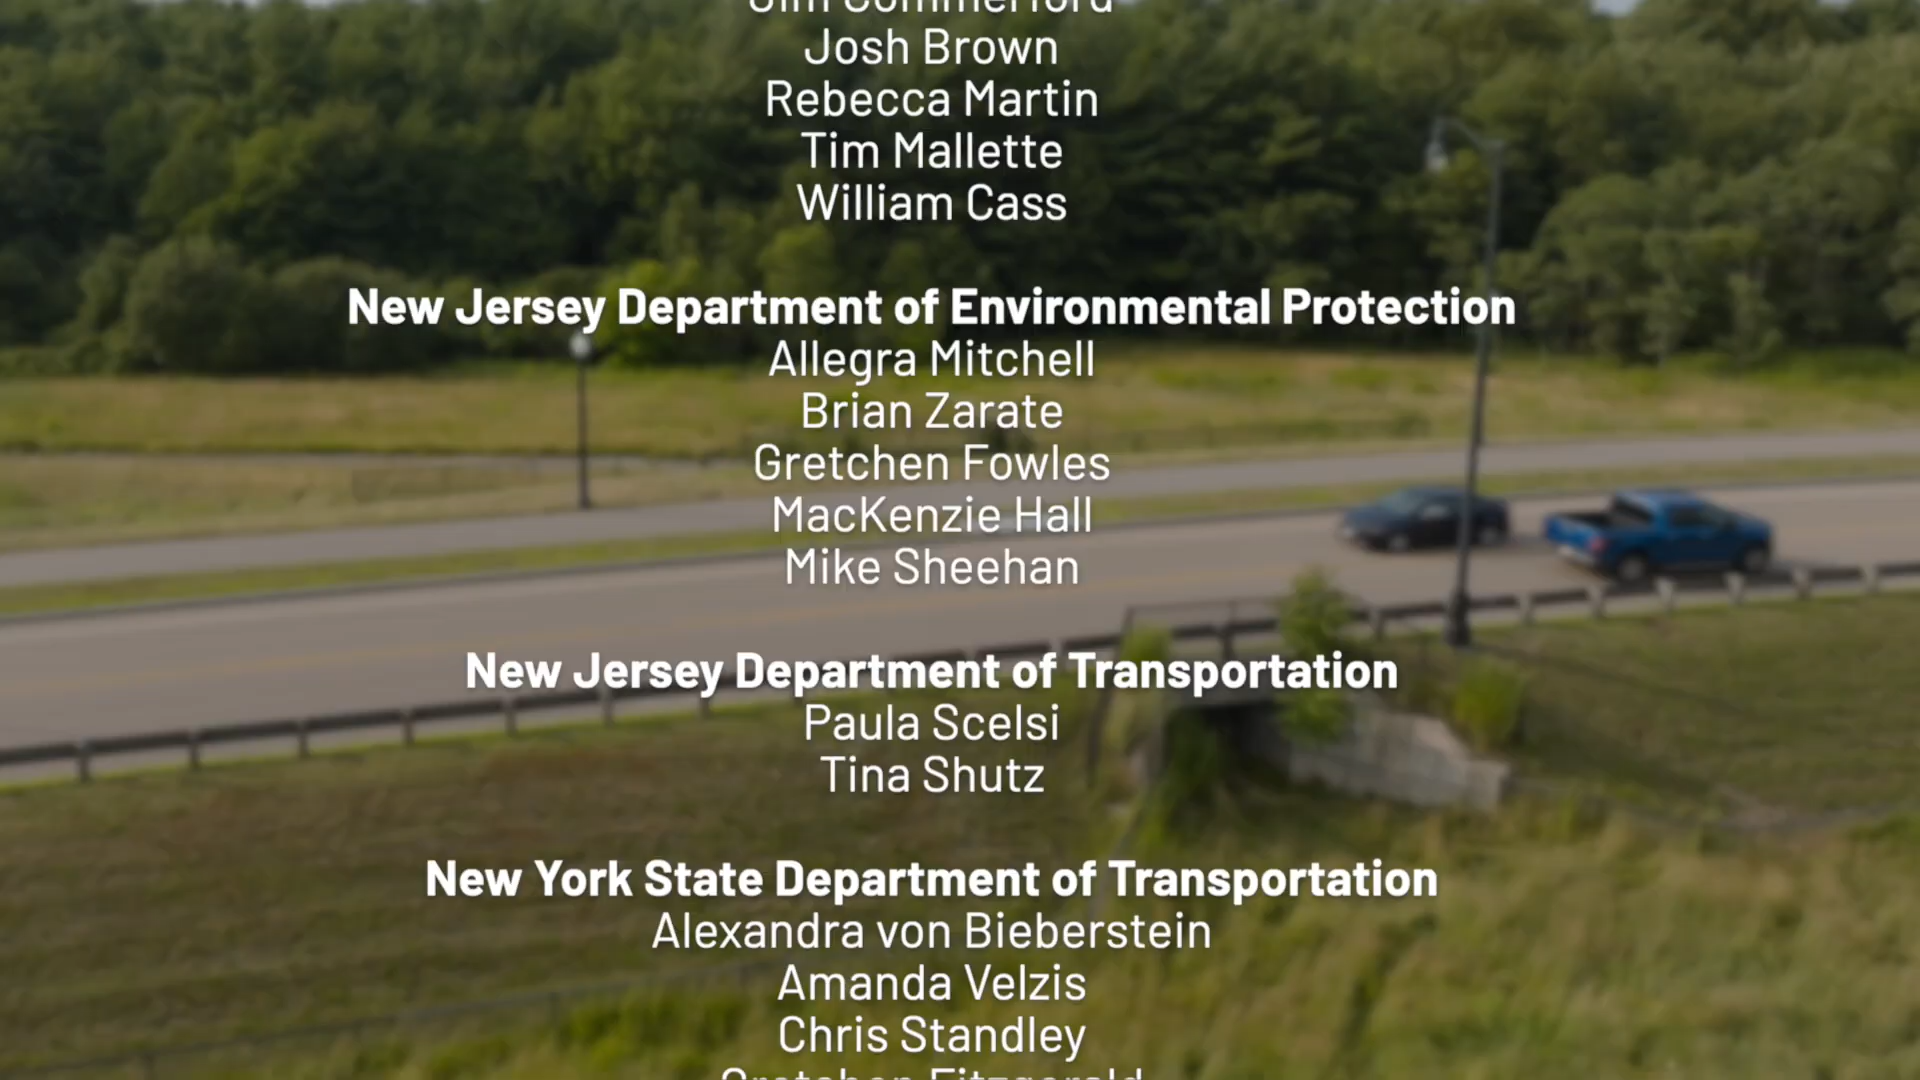 Josh Brown
Rebecca Martin
Tim Mallette
William Cass
New Jersey Department of Environmental Protection
Allegra Mitchell
Brian Zarate
Gretchen Fowles
MacKenzie Hall
Mike Sheehan
New Jersey Department of Transportation
Paula Scelsi
Tina Shutz
New York State Department of Transportation
Alexandra von Bieberstein
Amanda Velzis
Chris Standley
Gretchen Fitzgerald